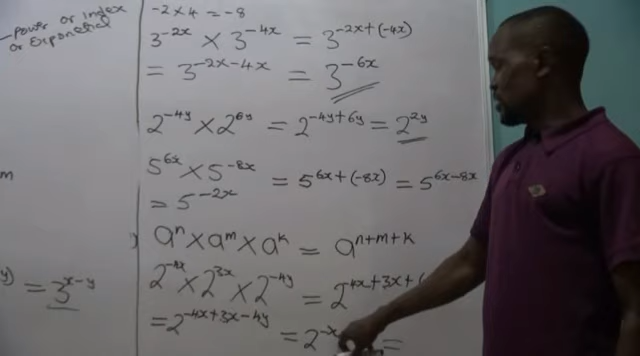 -power or Index
or Exponetial
-2×4 = -8
3^-2x × 3^-4x = 3^-2x+(-4x)
= 3^-2x-4x = 3^-6x
2^-4y × 2^6y = 2^-4y+6y = 2^2y
5^6x × 5^-8x = 5^6x+(-8x) = 5^6x-8x
= 5^-2x
m
a^n × a^m × a^k = a^n+m+k
y) = 3^x-y
2^-4x × 2^3x × 2^-4y = 2^-4x+3x+(
= 2^-4x+3x-4y = 2^-x =